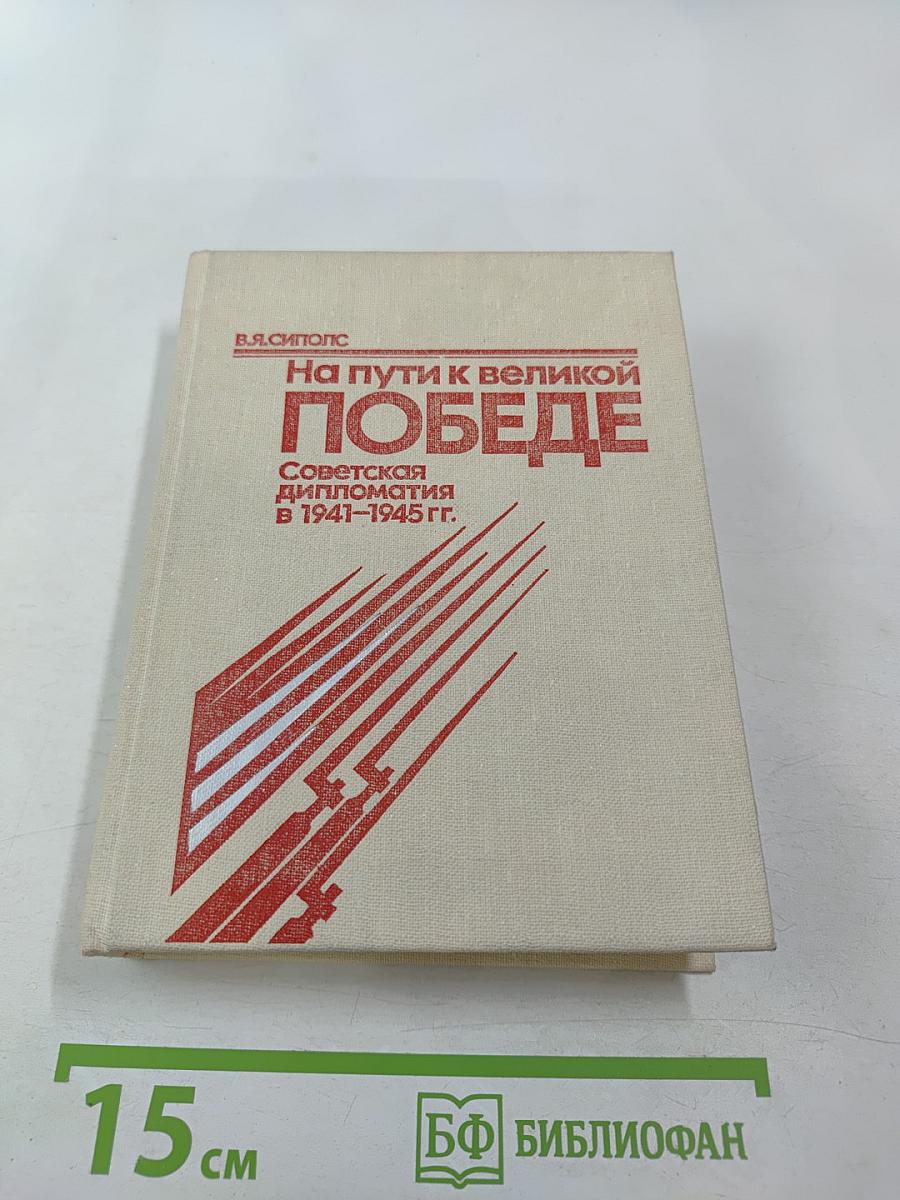 В.Я.СИПОЛС
На пути к великой
ПОБЕДЕ
Советская
дипломатия
в 1941–1945 гг.
15 см
БФ БИБЛИОФАН